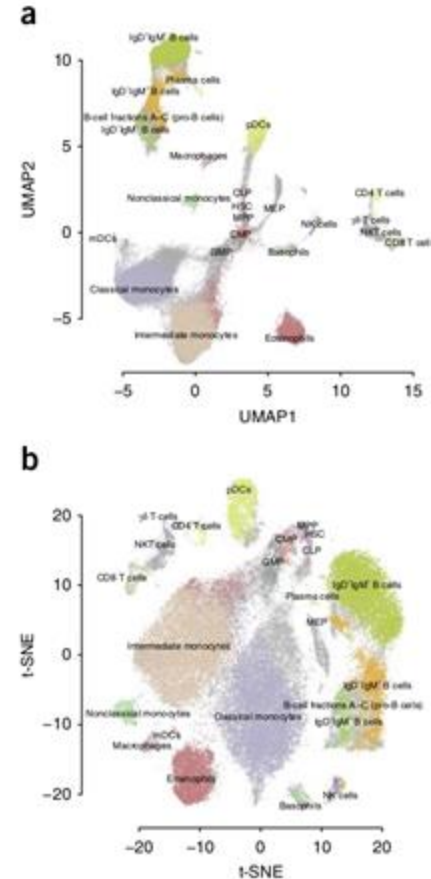 a
IgD⁺IgM⁺ B cells
10
Plasma cells
IgD⁻IgM⁺ B cells
B-cell fractions A–C (pro-B cells)
IgD⁻IgM⁻ B cells
pDCs
5
Macrophages
UMAP2
Nonclassical monocytes
CLP
HSC
MPP
MEP
CD4 T cells
γδ-T cells
NK cells
NKT cells
CD8 T cell
0
mDCs
CMP
GMP
Basophils
Classical monocytes
−5
Intermediate monocytes
Eosinophils
−5 0 5 10 15
UMAP1
b
pDCs
20
γδ-T cells
CD4 T cells
MPP
HSC
CMP
NKT cells
CLP
GMP
CD8 T cells
10
IgD⁺IgM⁺ B cells
Plasma cells
MEP
t-SNE
0
Intermediate monocytes
IgD⁻IgM⁺ B cells
B-cell fractions A–C (pro-B cells)
Nonclassical monocytes
Classical monocytes
IgD⁻IgM⁻ B cells
−10
mDCs
Macrophages
Eosinophils
NK cells
−20
Basophils
−20 −10 0 10 20
t-SNE